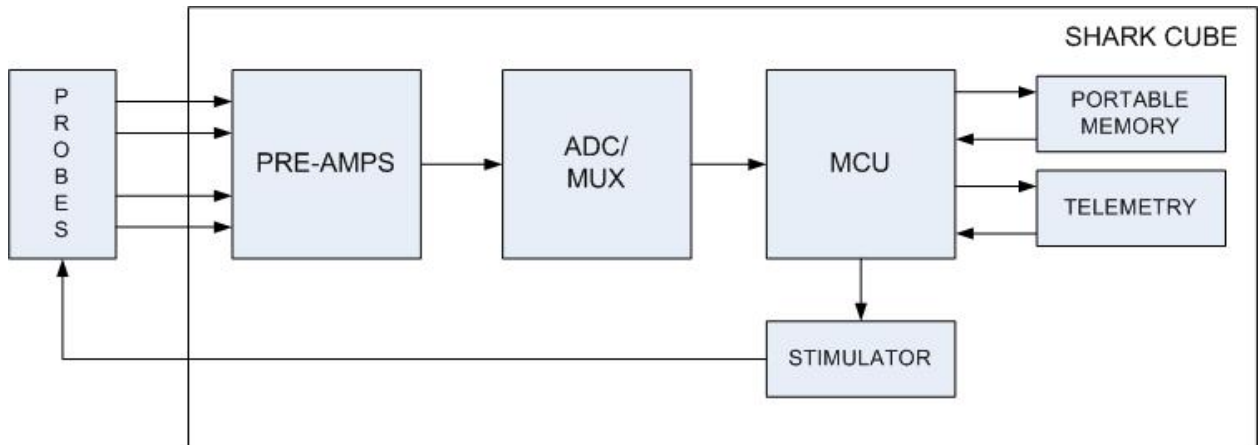 SHARK CUBE
P
R
O
B
E
S
PRE-AMPS
ADC/
MUX
MCU
PORTABLE
MEMORY
TELEMETRY
STIMULATOR